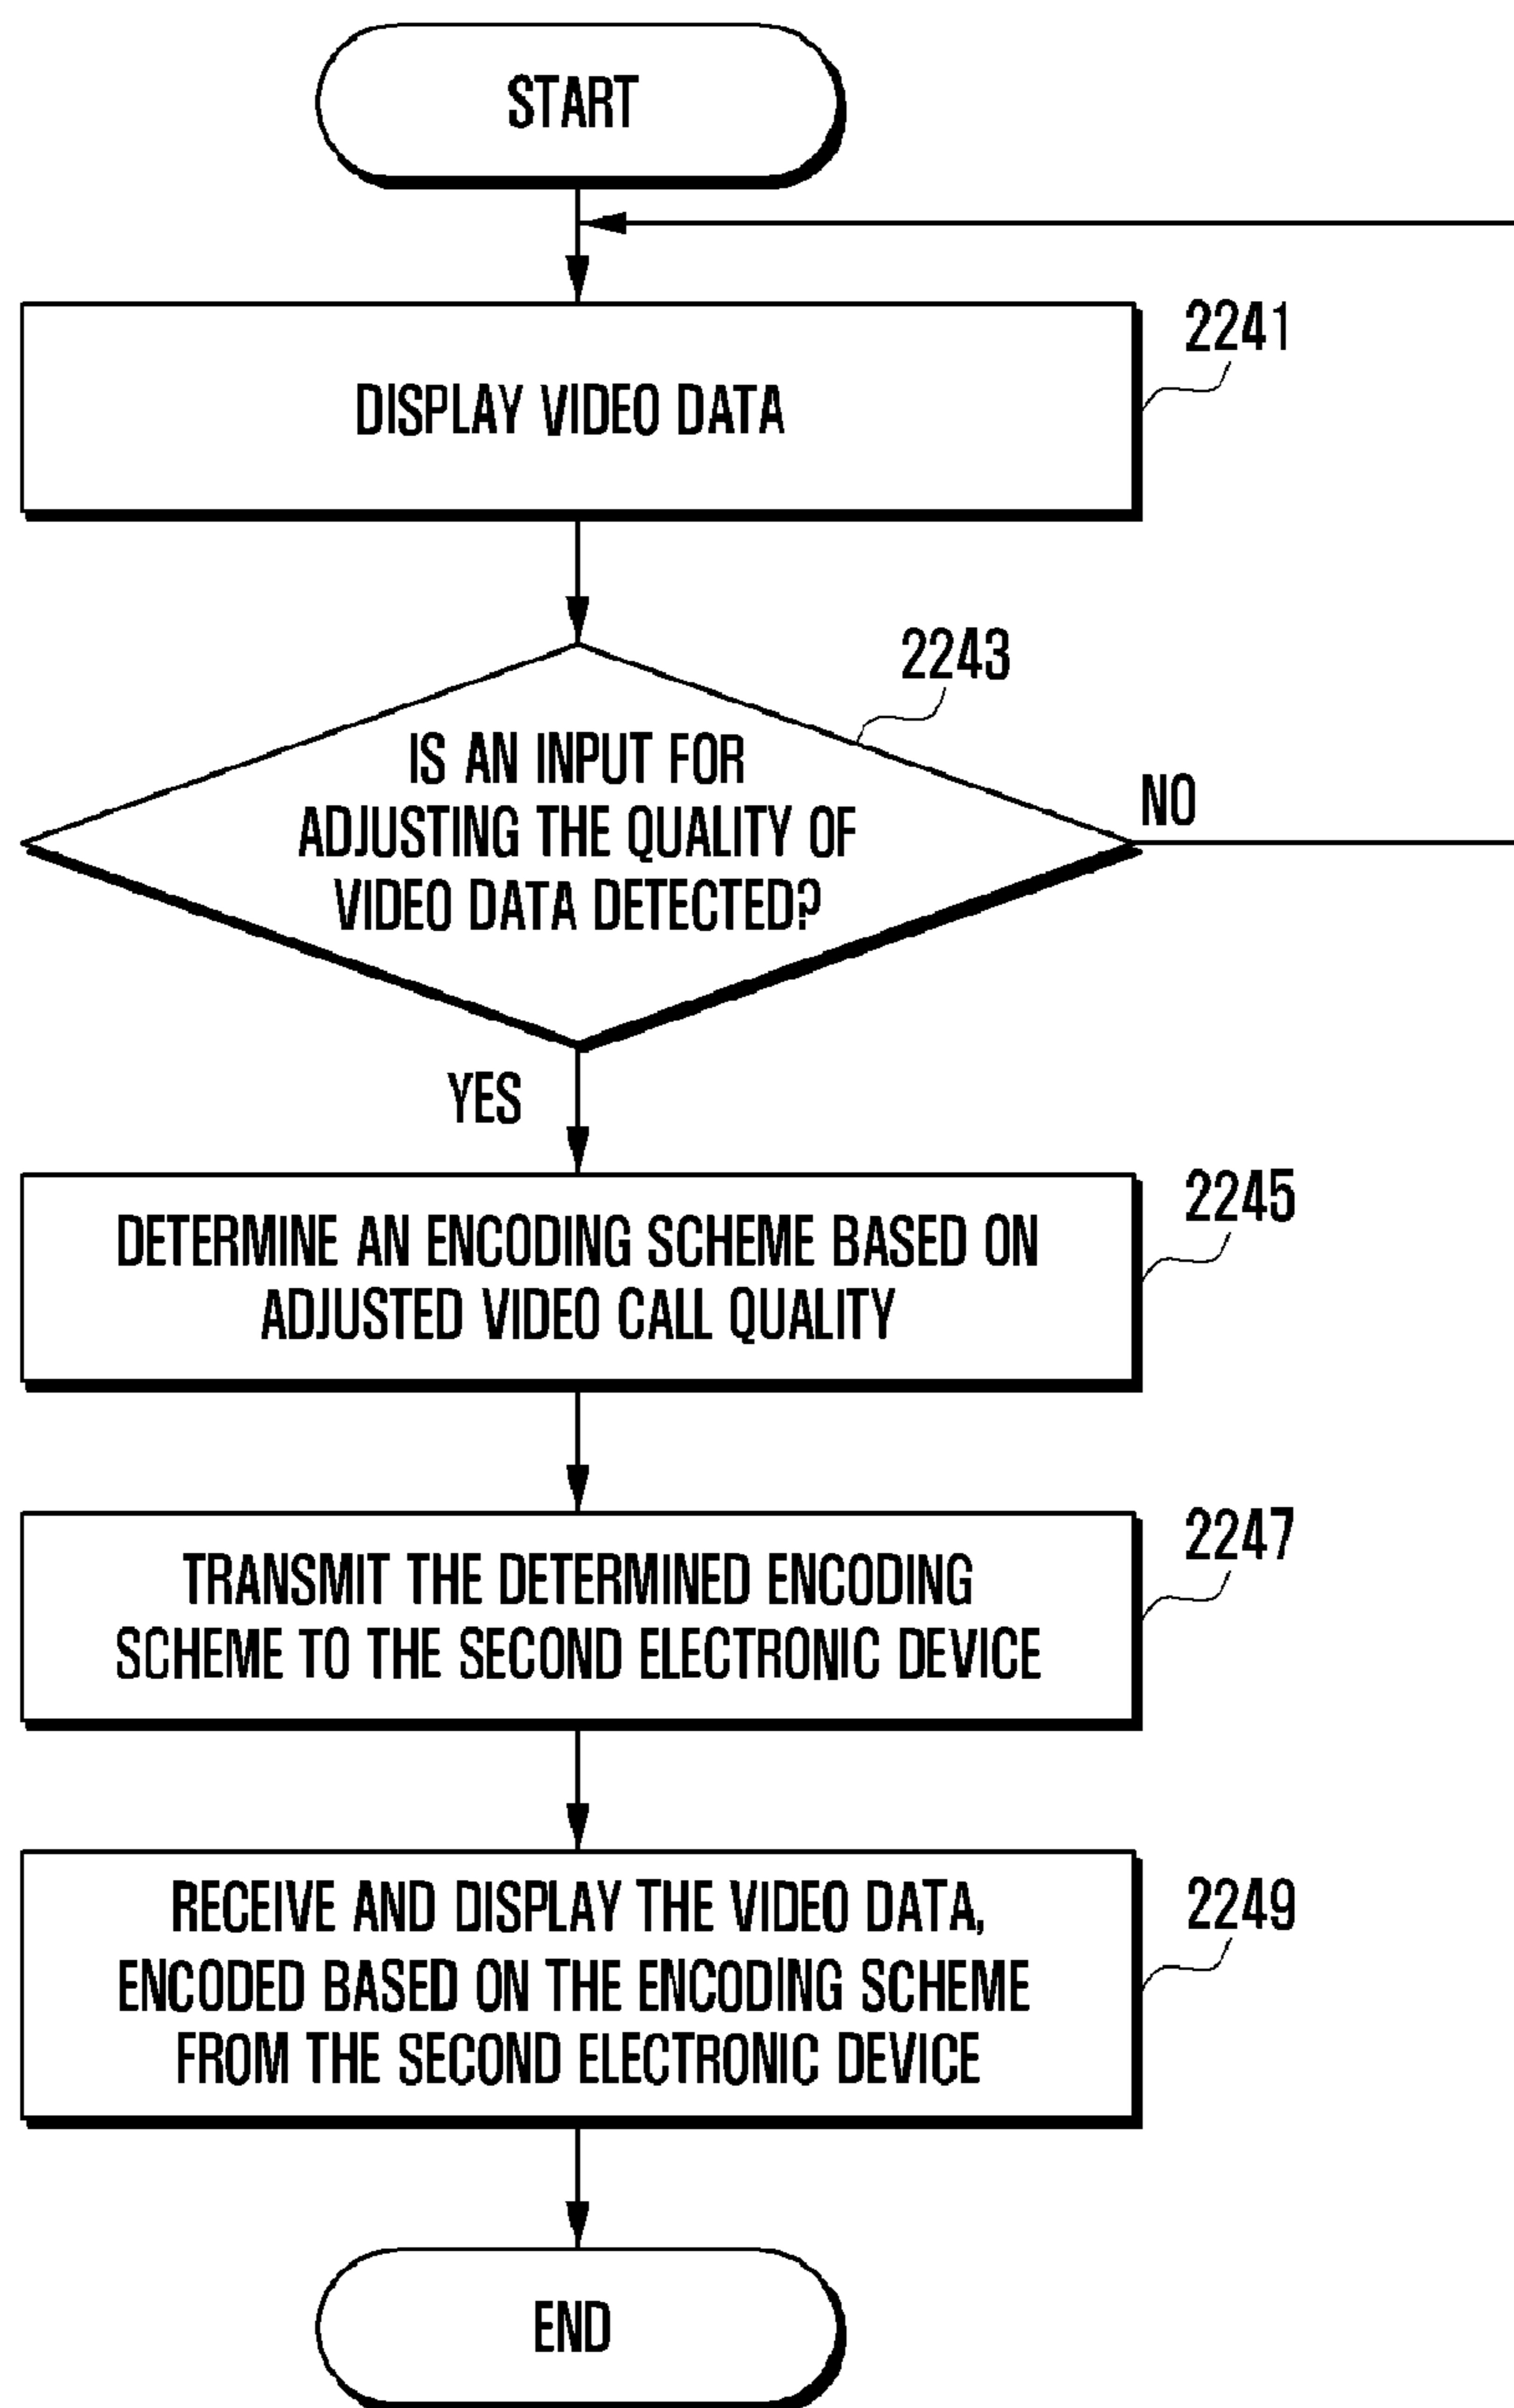 START
2241
DISPLAY VIDEO DATA
2243
IS AN INPUT FOR
ADJUSTING THE QUALITY OF
VIDEO DATA DETECTED?
NO
YES
2245
DETERMINE AN ENCODING SCHEME BASED ON
ADJUSTED VIDEO CALL QUALITY
2247
TRANSMIT THE DETERMINED ENCODING
SCHEME TO THE SECOND ELECTRONIC DEVICE
2249
RECEIVE AND DISPLAY THE VIDEO DATA,
ENCODED BASED ON THE ENCODING SCHEME
FROM THE SECOND ELECTRONIC DEVICE
END